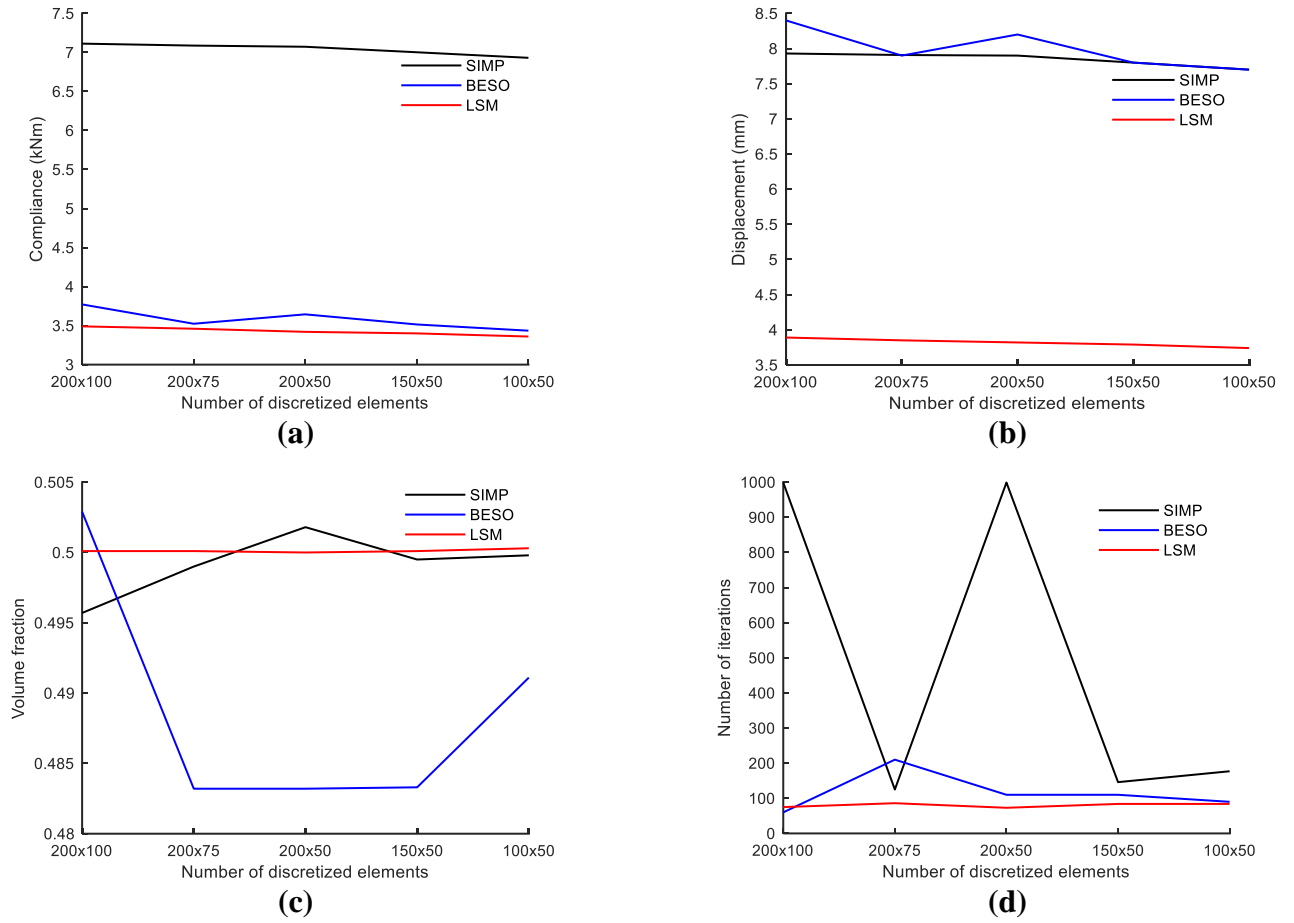 7.5
7
6.5
6
5.5
5
4.5
4
3.5
3
Compliance (kNm)
SIMP
BESO
LSM
200x100 200x75 200x50 150x50 100x50
Number of discretized elements
(a)
8.5
8
7.5
7
6.5
6
5.5
5
4.5
4
3.5
Displacement (mm)
SIMP
BESO
LSM
200x100 200x75 200x50 150x50 100x50
Number of discretized elements
(b)
0.505
0.5
0.495
0.49
0.485
0.48
Volume fraction
SIMP
BESO
LSM
200x100 200x75 200x50 150x50 100x50
Number of discretized elements
(c)
1000
900
800
700
600
500
400
300
200
100
0
Number of iterations
SIMP
BESO
LSM
200x100 200x75 200x50 150x50 100x50
Number of discretized elements
(d)